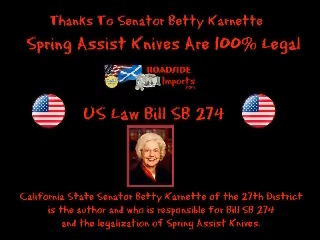 Thanks To Senator Betty Karnette
Spring Assist Knives Are 100% Legal
ROADSIDE
Imports
.com
US Law Bill SB 274
California State Senator Betty Karnette of the 27th District
is the author and who is responsible for Bill SB 274
and the legalization of Spring Assist Knives.